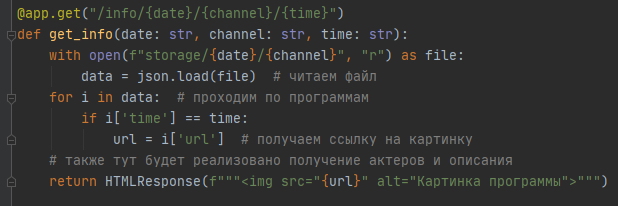 @app.get("/info/{date}/{channel}/{time}")
def get_info(date: str, channel: str, time: str):
    with open(f"storage/{date}/{channel}", "r") as file:
        data = json.load(file)  # читаем файл
    for i in data:  # проходим по программам
        if i['time'] == time:
            url = i['url']  # получаем ссылку на картинку
    # также тут будет реализовано получение актеров и описания
    return HTMLResponse(f"""<img src="{url}" alt="Картинка программы">""")